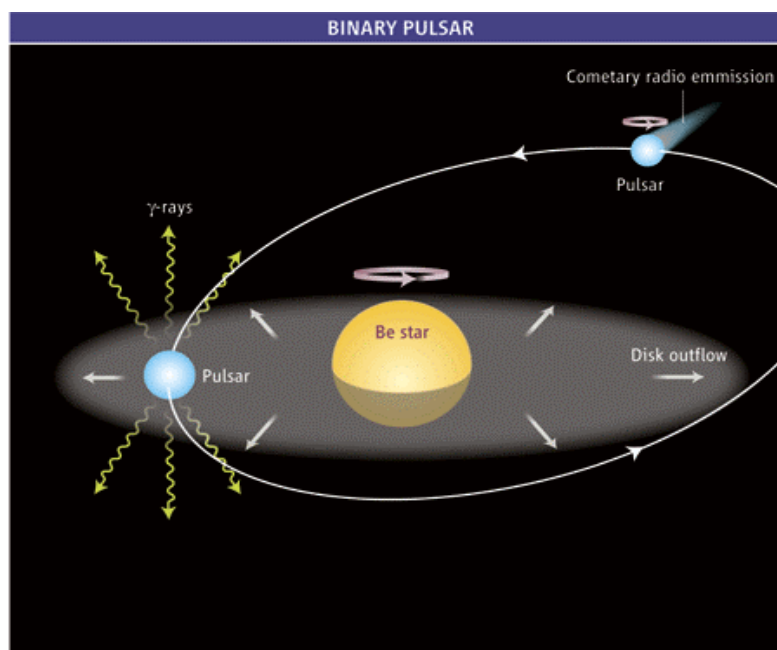 BINARY PULSAR
Cometary radio emmission
Pulsar
γ-rays
Be star
Disk outflow
Pulsar